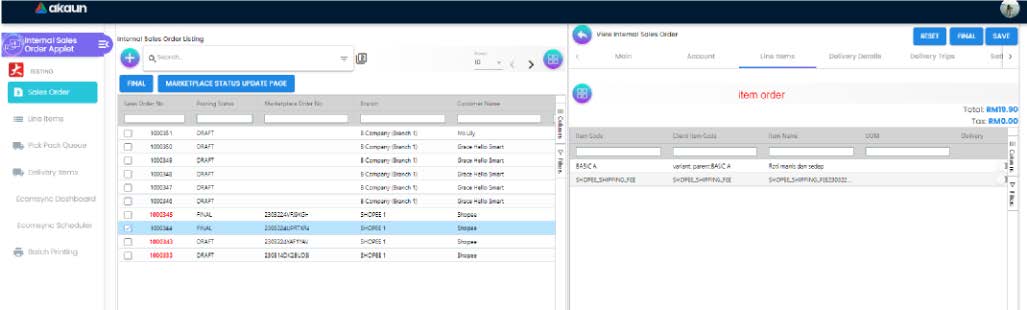 akaun
Internal Sales
Order Applet
TESTING
Sales Order
Line Items
Pick Pack Queue
Delivery Items
Ecomsync Dashboard
Ecomsync Scheduler
Batch Printing
Internal Sales Order Listing
Search...
10
FINAL
MARKETPLACE STATUS UPDATE PAGE
Sales Order No
Posting Status
Marketplace Order No
Branch
Customer Name
1000351 DRAFT B Company (Branch 1) Ms Lily
1000350 DRAFT B Company (Branch 1) Grace Hello Smart
1000349 DRAFT B Company (Branch 1) Grace Hello Smart
1000348 DRAFT B Company (Branch 1) Grace Hello Smart
1000347 DRAFT B Company (Branch 1) Grace Hello Smart
1000346 DRAFT B Company (Branch 1) Grace Hello Smart
1000345 FINAL SHOPEE 1 Shopee
1000344 FINAL SHOPEE 1 Shopee
1000343 DRAFT SHOPEE 1 Shopee
1000333 DRAFT SHOPEE 1 Shopee
Columns
Filters
View Internal Sales Order
RESET
FINAL
SAVE
Main
Account
Line Items
Delivery Details
Delivery Trips
item order
Total: RM19.90
Tax: RM0.00
Item Code
Client Item Code
Item Name
UOM
Delivery
BASIC A variant parent BASIC A Roti manis dan sedap
SHOPEE_SHIPPING_FEE SHOPEE_SHIPPING_FEE
Columns
Filters